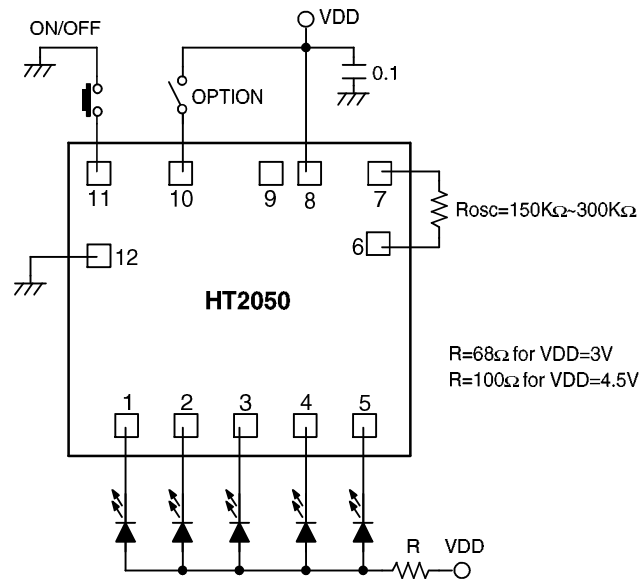 VDD
ON/OFF
0.1
OPTION
11
10
9
8
7
Rosc=150KΩ~300KΩ
6
12
HT2050
R=68Ω for VDD=3V
R=100Ω for VDD=4.5V
1
2
3
4
5
R
VDD